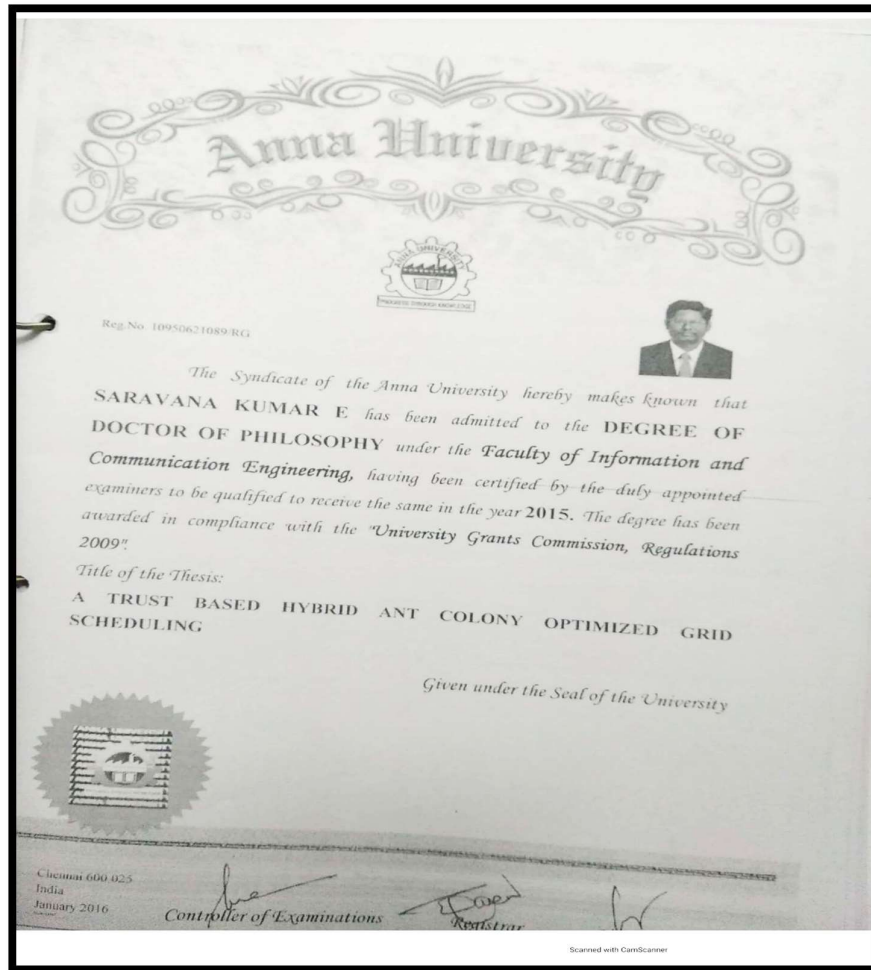 Anna University
ANNA UNIVERSITY
PROGRESS THROUGH KNOWLEDGE
Reg.No. 10950621089/RG
The Syndicate of the Anna University hereby makes known that
SARAVANA KUMAR E has been admitted to the DEGREE OF
DOCTOR OF PHILOSOPHY under the Faculty of Information and
Communication Engineering, having been certified by the duly appointed
examiners to be qualified to receive the same in the year 2015. The degree has been
awarded in compliance with the "University Grants Commission, Regulations
2009".
Title of the Thesis:
A TRUST BASED HYBRID ANT COLONY OPTIMIZED GRID
SCHEDULING
Given under the Seal of the University
Chennai 600 025
India
January 2016
Controller of Examinations
Registrar
Scanned with CamScanner